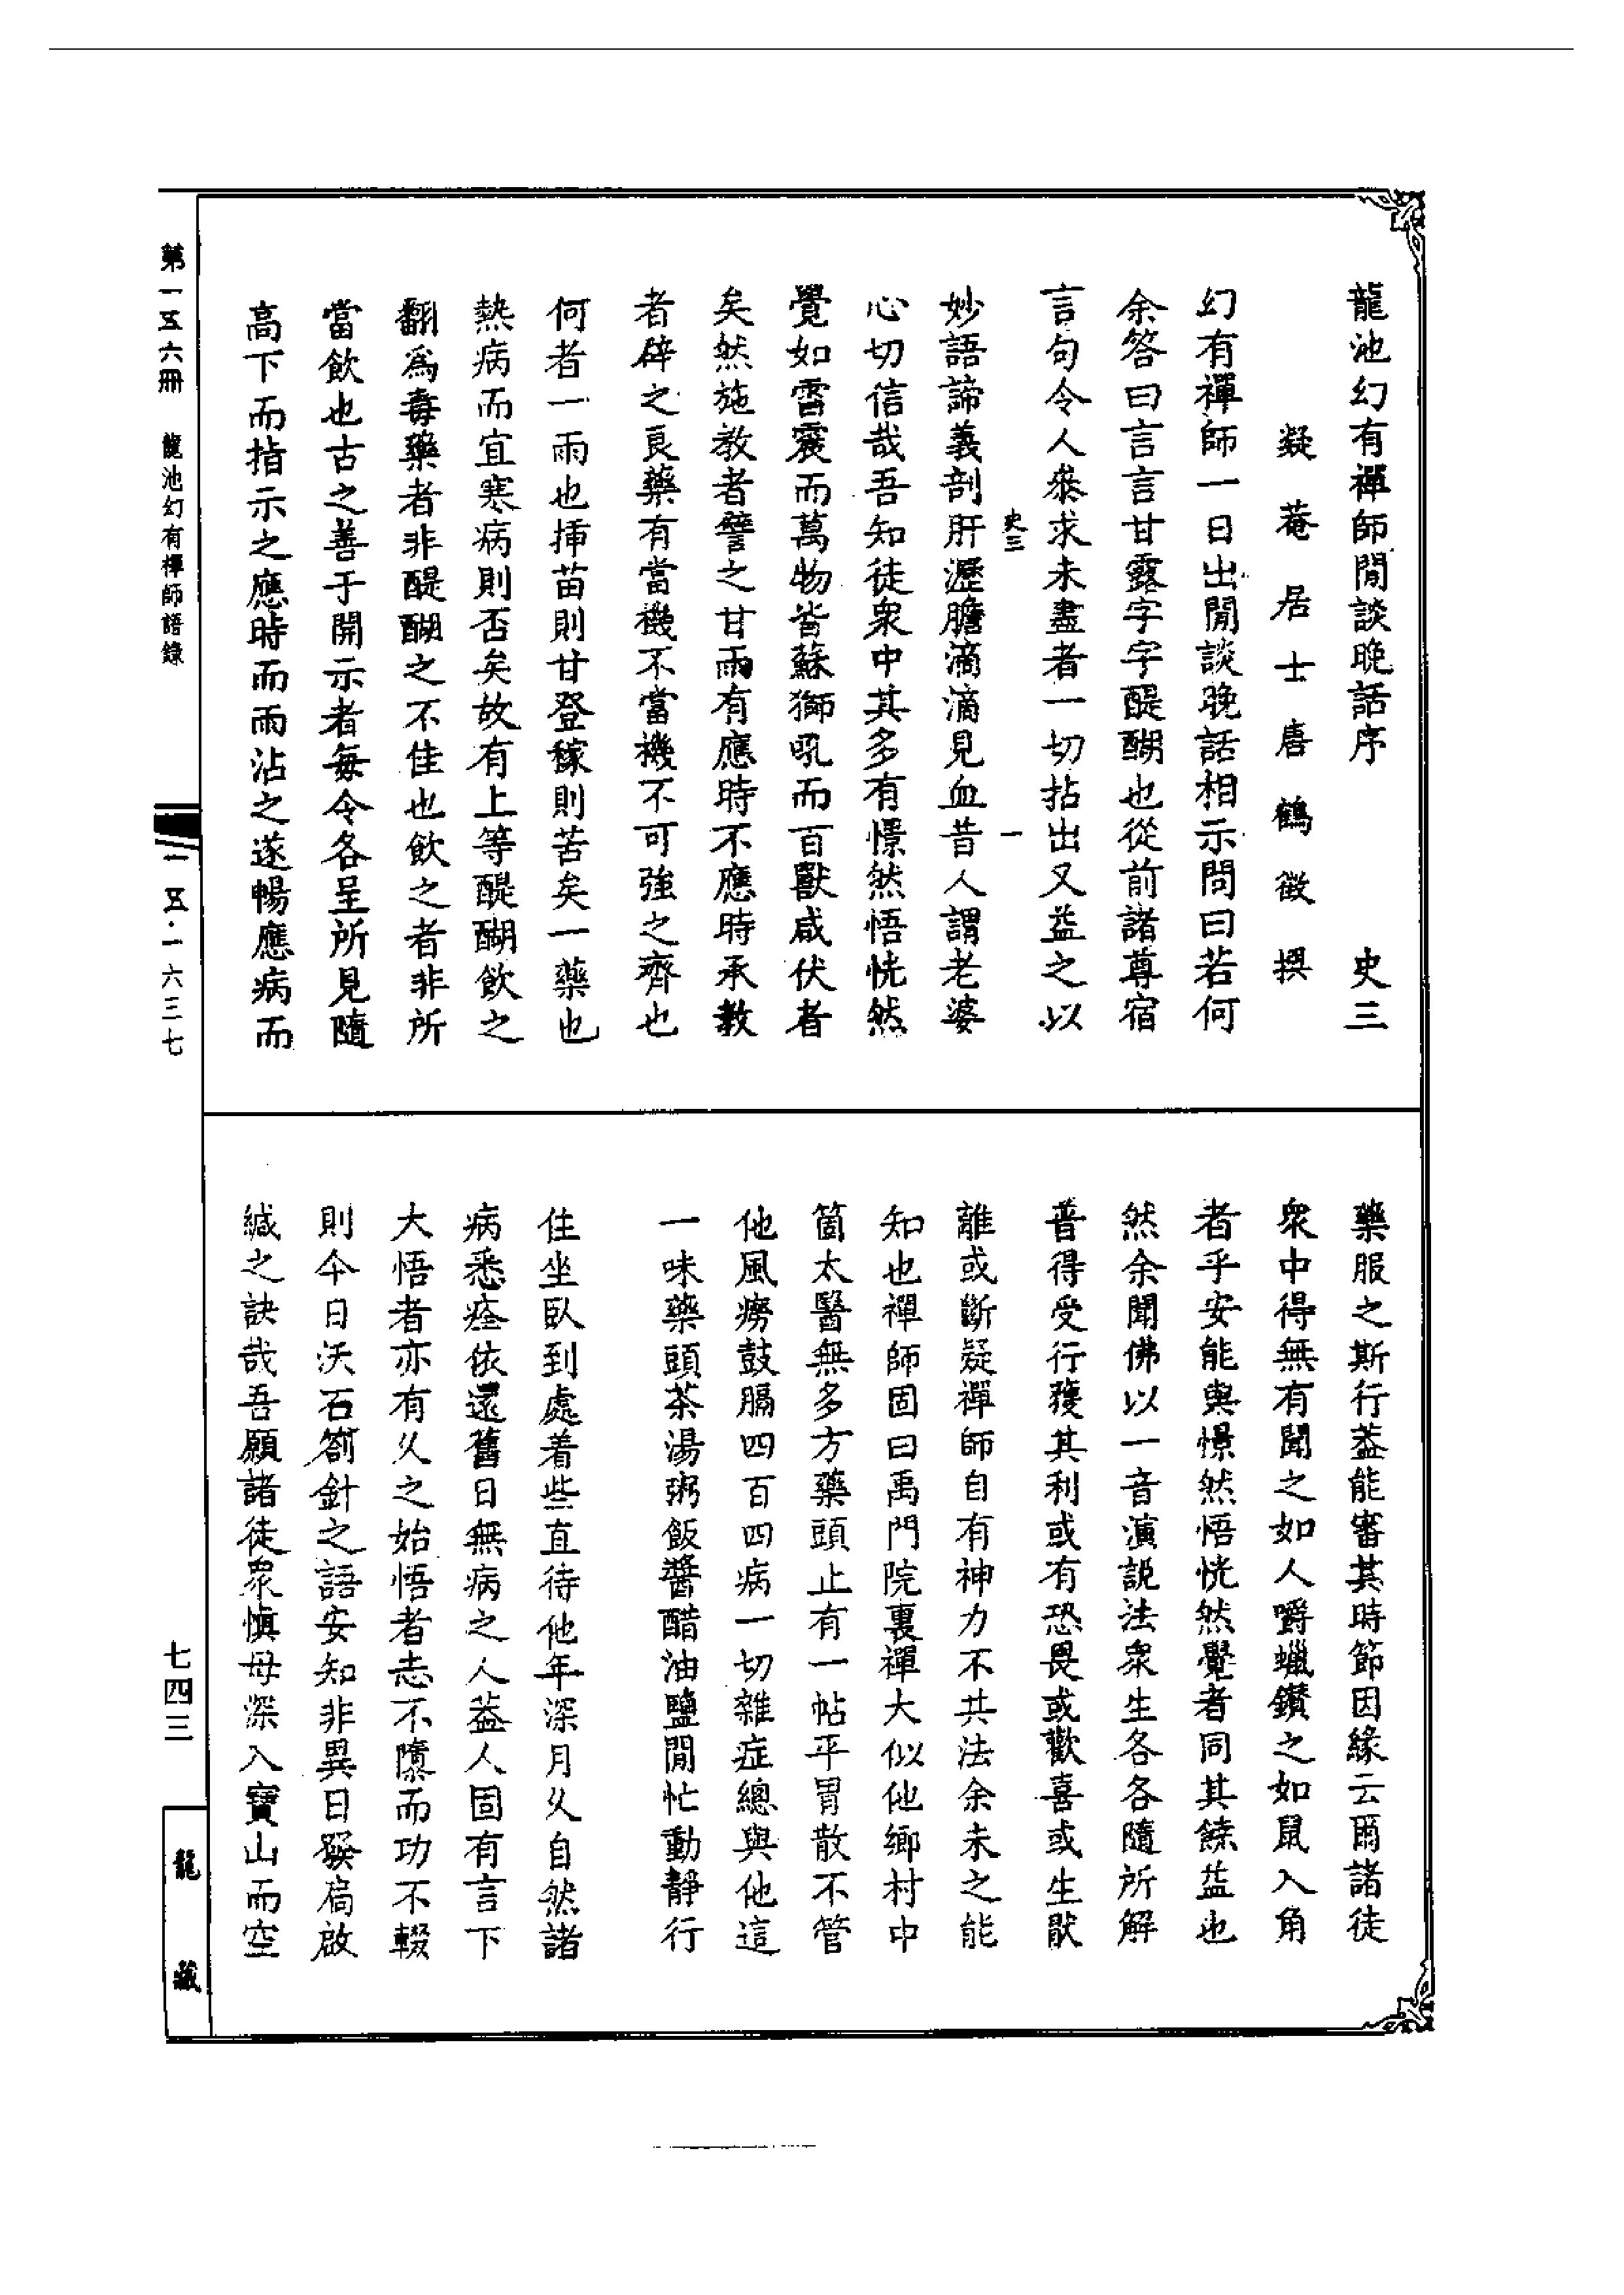 龍池幻有禪師閒談晚話序　史三
凝菴居士唐鶴徵撰
幻有禪師一日出閒談晚話相示問曰若何
余答曰言言甘露字字醍醐也從前諸尊宿
言句令人叅求未盡者一切拈出又益之以
史三　一
妙語諦義剖肝瀝膽滴滴見血昔人謂老婆
心切信哉吾知徒衆中其多有憬然悟恍然
覺如雷震而萬物皆蘇獅吼而百獸咸伏者
矣然施教者譬之甘雨有應時不應時承教
者辟之良藥有當機不當機不可強之齊也
何者一雨也揷苗則甘登稼則苦矣一藥也
熱病而宜寒病則否矣故有上等醍醐飲之
翻爲毒藥者非醍醐之不佳也飲之者非所
當飲也古之善于開示者每令各呈所見隨
高下而指示之應時而雨沾之遂暢應病而
藥服之斯行葢能審其時節因緣云爾諸徒
衆中得無有聞之如人嚼蠟鑽之如鼠入角
者乎安能與憬然悟恍然覺者同其饒益也
然余聞佛以一音演説法衆生各各隨所解
普得受行獲其利或有恐畏或歡喜或生猒
離或斷疑禪師自有神力不共法余未之能
知也禪師固曰禹門院裏禪大似他鄉村中
箇太醫無多方藥頭止有一帖平胃散不管
他風癆鼓膈四百四病一切雜症總與他這
一味藥頭茶湯粥飯醬醋油鹽閒忙動靜行
住坐臥到處着些直待他年深月久自然諸
病悉痊依還舊日無病之人葢人固有言下
大悟者亦有久之始悟者志不隳而功不輟
則今日沃石劄針之語安知非異日發扃啟
緘之訣哉吾願諸徒衆慎毋深入寶山而空
第一五六冊　龍池幻有禪師語錄
一五·一六三七
七四三
龍藏